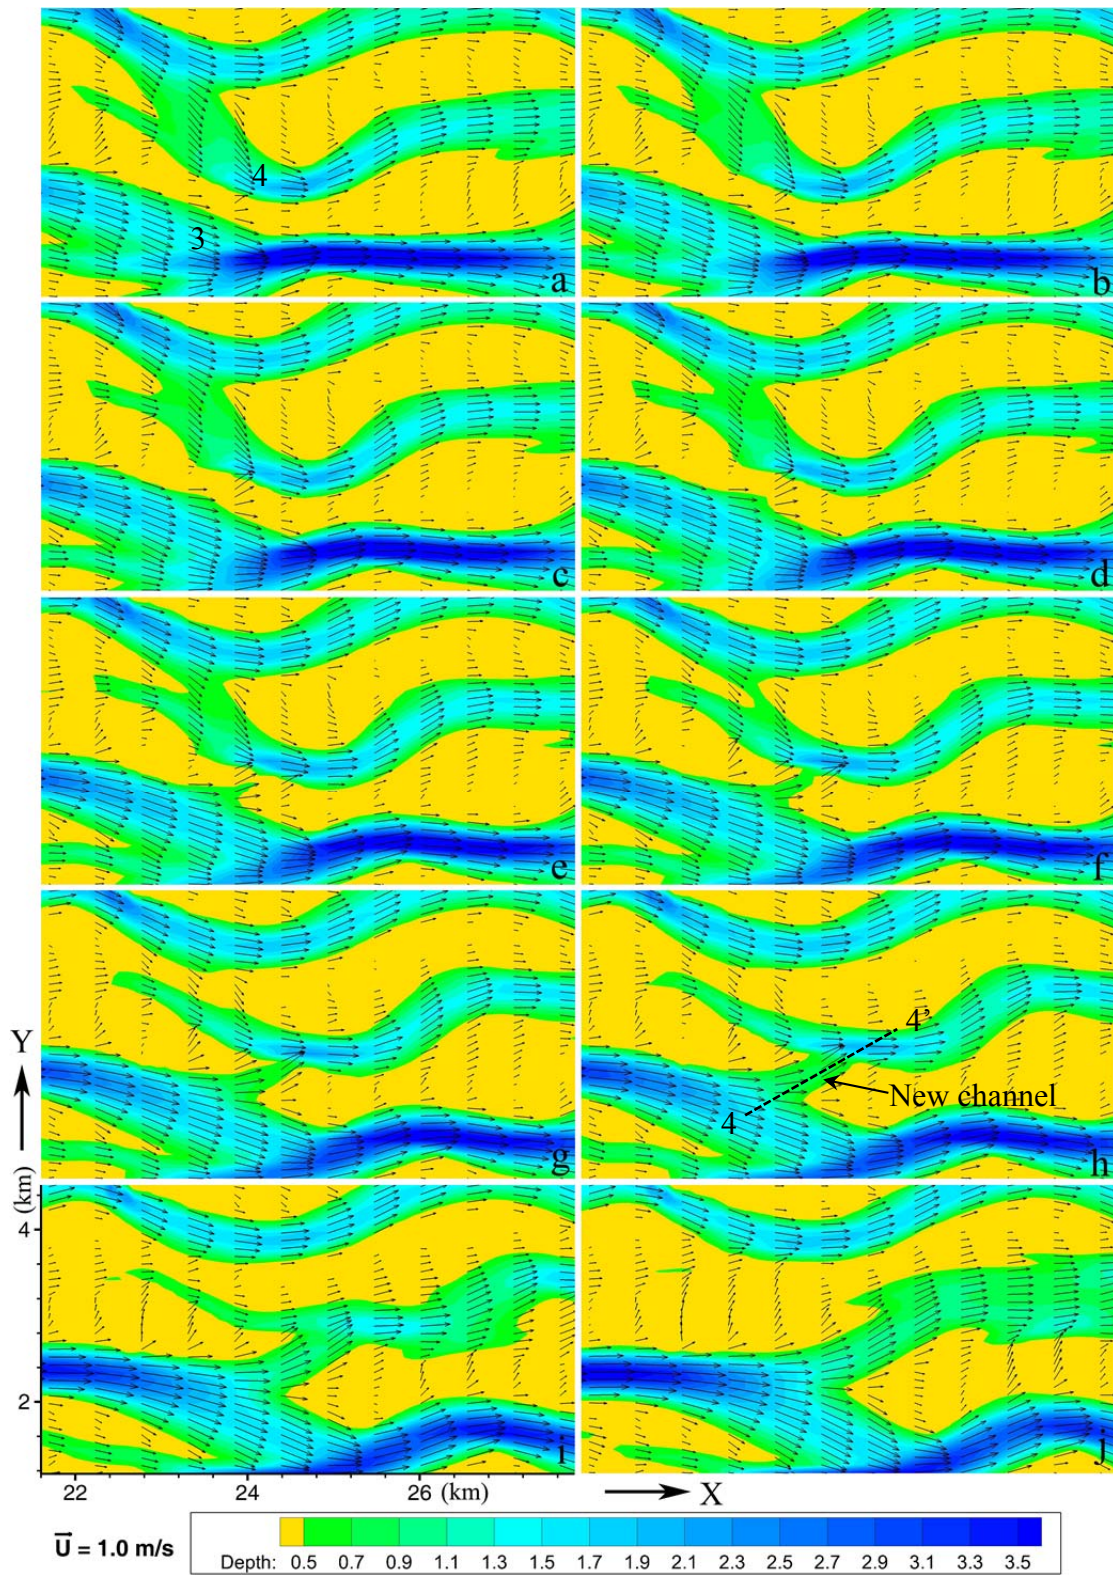 4
3
a
b
c
d
e
f
g
h
4'
New channel
4
Y
(km)
4
2
i
j
22
24
26
(km)
X
U = 1.0 m/s
Depth: 0.5 0.7 0.9 1.1 1.3 1.5 1.7 1.9 2.1 2.3 2.5 2.7 2.9 3.1 3.3 3.5